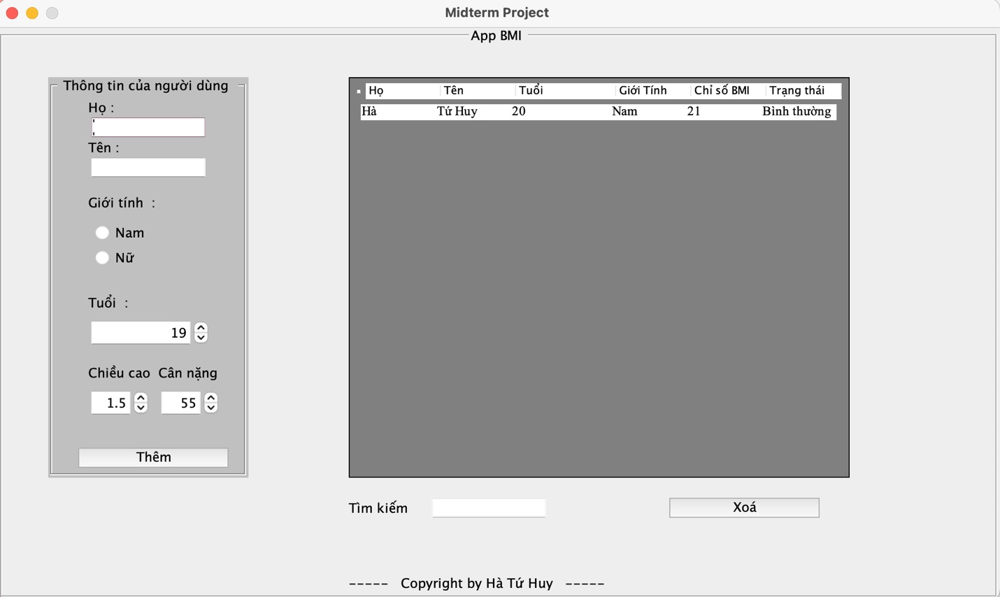 Midterm Project
App BMI
Thông tin của người dùng
Họ :
Tên :
Giới tính :
Nam
Nữ
Tuổi :
19
Chiều cao Cân nặng
1.5 55
Thêm
Họ Tên Tuổi Giới Tính Chỉ số BMI Trạng thái
Hà Tứ Huy 20 Nam 21 Bình thường
Tìm kiếm Xoá
----- Copyright by Hà Tứ Huy -----